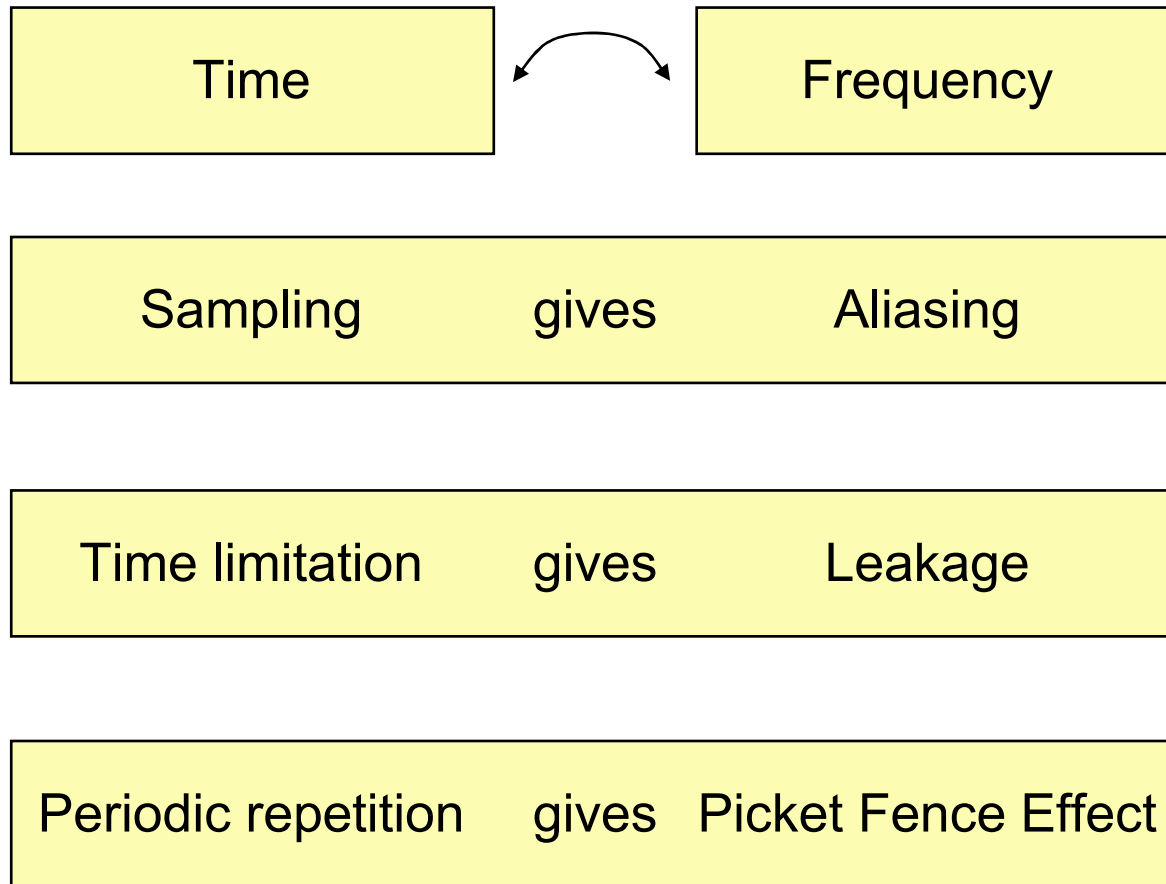 Time Frequency
Sampling gives Aliasing
Time limitation gives Leakage
Periodic repetition gives Picket Fence Effect